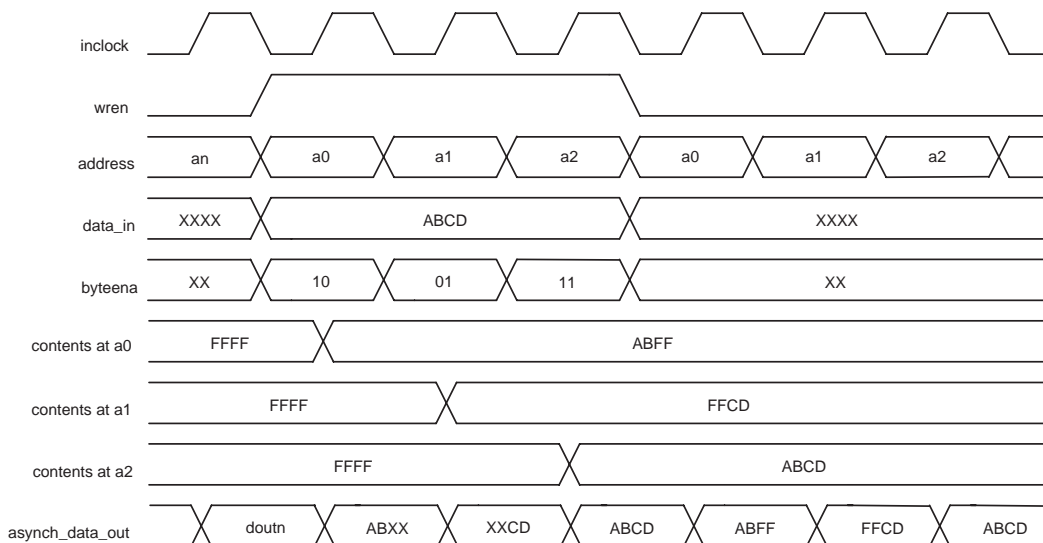 inclock
wren
address an a0 a1 a2 a0 a1 a2
data_in XXXX ABCD XXXX
byteena XX 10 01 11 XX
contents at a0 FFFF ABFF
contents at a1 FFFF FFCD
contents at a2 FFFF ABCD
asynch_data_out doutn ABXX XXCD ABCD ABFF FFCD ABCD